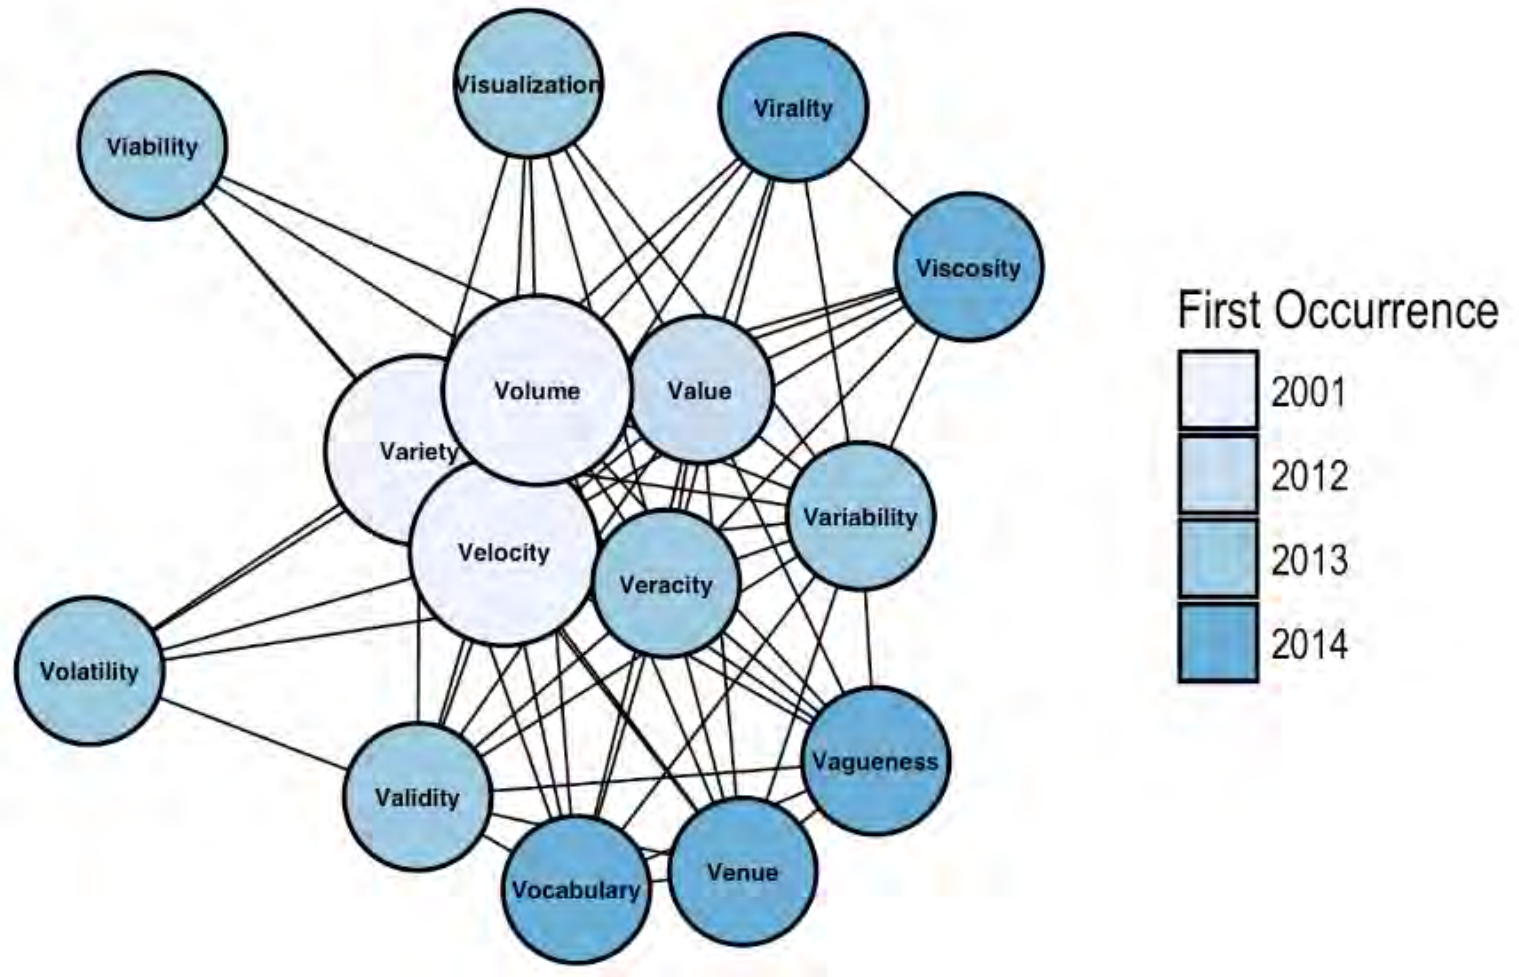 Visualization
Virality
Viability
Viscosity
Volume
Value
Variety
Variability
Velocity
Veracity
Volatility
Vagueness
Validity
Venue
Vocabulary
First Occurrence
2001
2012
2013
2014